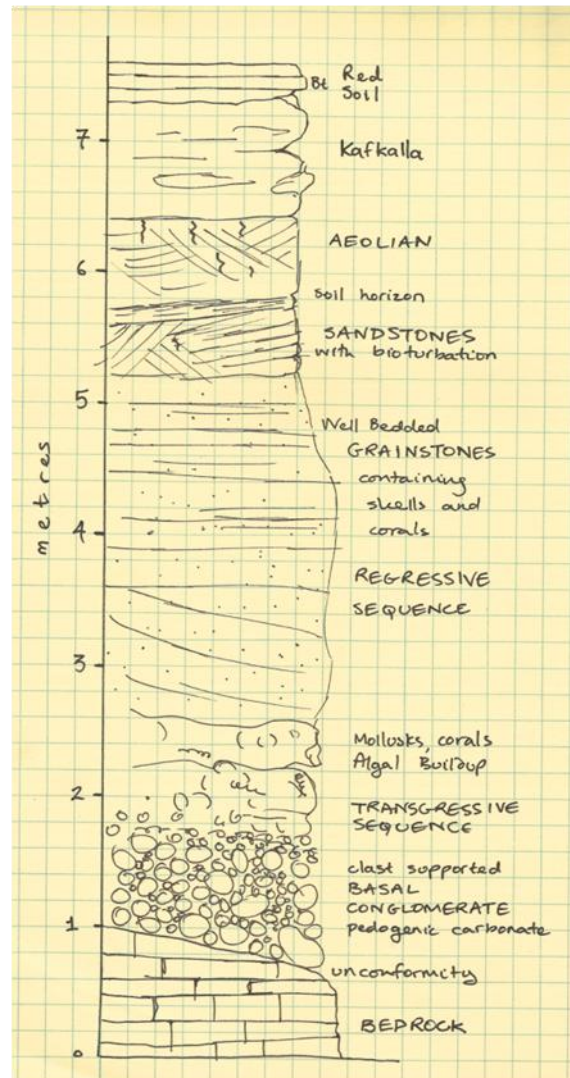 Bt Red
Soil
7
Kafkalla
AEOLIAN
6
soil horizon
SANDSTONES
with bioturbation
5
Well Bedded
GRAINSTONES
containing
shells and
corals
metres
4
REGRESSIVE
SEQUENCE
3
Mollusks, corals
Algal Buildup
2
TRANSGRESSIVE
SEQUENCE
clast supported
BASAL
CONGLOMERATE
1
pedogenic carbonate
unconformity
BEDROCK
0